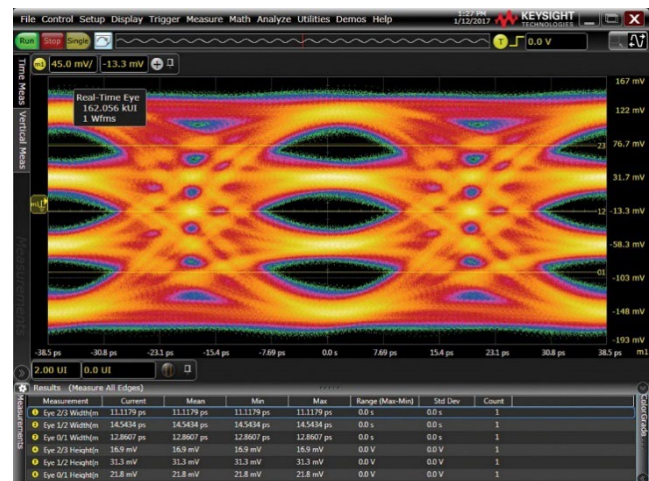 File Control Setup Display Trigger Measure Math Analyze Utilities Demos Help
1:27 PM
1/12/2017
KEYSIGHT
TECHNOLOGIES
Run Stop Single
T 0.0 V
m1 45.0 mV/ -13.3 mV
Time Meas
Vertical Meas
Measurements
Real-Time Eye
162.056 kUI
1 Wfms
167 mV
122 mV
23 76.7 mV
31.7 mV
12 -13.3 mV
-58.3 mV
01 -103 mV
-148 mV
-193 mV
-38.5 ps -30.8 ps -23.1 ps -15.4 ps -7.69 ps 0.0 s 7.69 ps 15.4 ps 23.1 ps 30.8 ps 38.5 ps m1
2.00 UI 0.0 UI
Results (Measure All Edges)
Measurements
ColorGrade
Measurement Current Mean Min Max Range (Max-Min) Std Dev Count
Eye 2/3 Width(m 11.1179 ps 11.1179 ps 11.1179 ps 11.1179 ps 0.0 s 0.0 s 1
Eye 1/2 Width(m 14.5434 ps 14.5434 ps 14.5434 ps 14.5434 ps 0.0 s 0.0 s 1
Eye 0/1 Width(m 12.8607 ps 12.8607 ps 12.8607 ps 12.8607 ps 0.0 s 0.0 s 1
Eye 2/3 Height(n 16.9 mV 16.9 mV 16.9 mV 16.9 mV 0.0 V 0.0 V 1
Eye 1/2 Height(n 31.3 mV 31.3 mV 31.3 mV 31.3 mV 0.0 V 0.0 V 1
Eye 0/1 Height(n 21.8 mV 21.8 mV 21.8 mV 21.8 mV 0.0 V 0.0 V 1